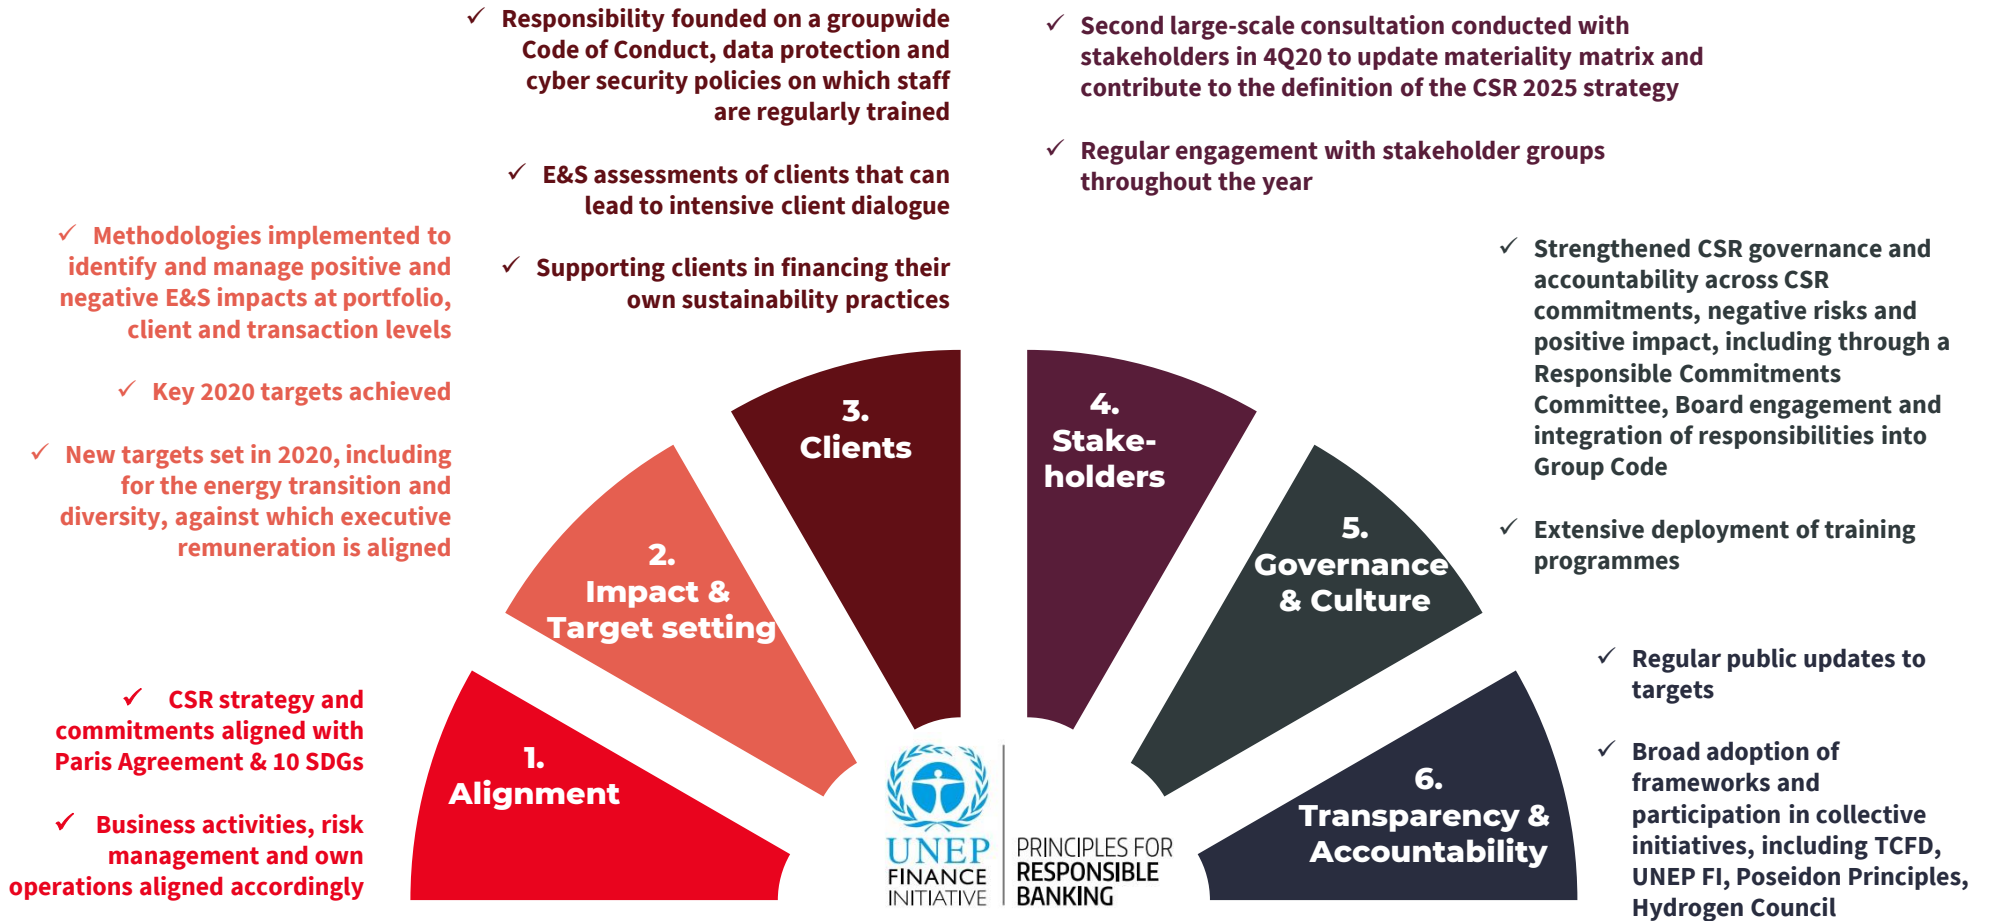 ✓ Responsibility founded on a groupwide
Code of Conduct, data protection and
cyber security policies on which staff
are regularly trained
✓ E&S assessments of clients that can
lead to intensive client dialogue
✓ Supporting clients in financing their
own sustainability practices
✓ Second large-scale consultation conducted with
stakeholders in 4Q20 to update materiality matrix and
contribute to the definition of the CSR 2025 strategy
✓ Regular engagement with stakeholder groups
throughout the year
✓ Methodologies implemented to
identify and manage positive and
negative E&S impacts at portfolio,
client and transaction levels
✓ Key 2020 targets achieved
✓ New targets set in 2020, including
for the energy transition and
diversity, against which executive
remuneration is aligned
✓ Strengthened CSR governance and
accountability across CSR
commitments, negative risks and
positive impact, including through a
Responsible Commitments
Committee, Board engagement and
integration of responsibilities into
Group Code
✓ Extensive deployment of training
programmes
✓ CSR strategy and
commitments aligned with
Paris Agreement & 10 SDGs
✓ Business activities, risk
management and own
operations aligned accordingly
1.
Alignment
2.
Impact &
Target setting
3.
Clients
4.
Stake-
holders
5.
Governance
& Culture
6.
Transparency &
Accountability
✓ Regular public updates to
targets
✓ Broad adoption of
frameworks and
participation in collective
initiatives, including TCFD,
UNEP FI, Poseidon Principles,
Hydrogen Council
UNEP
FINANCE
INITIATIVE
PRINCIPLES FOR
RESPONSIBLE
BANKING